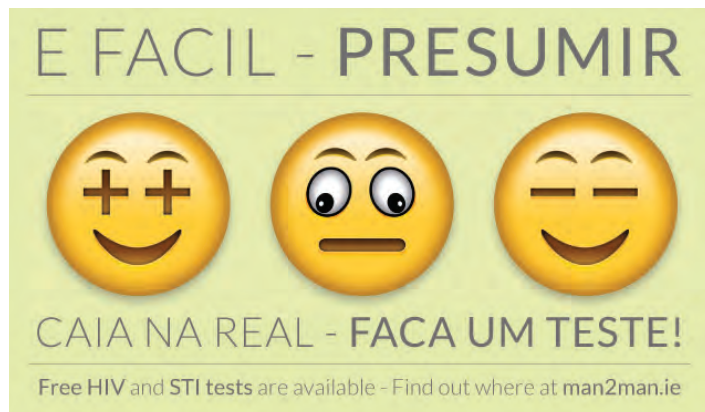 E FACIL - PRESUMIR
CAIA NA REAL - FACA UM TESTE!
Free HIV and STI tests are available - Find out where at man2man.ie